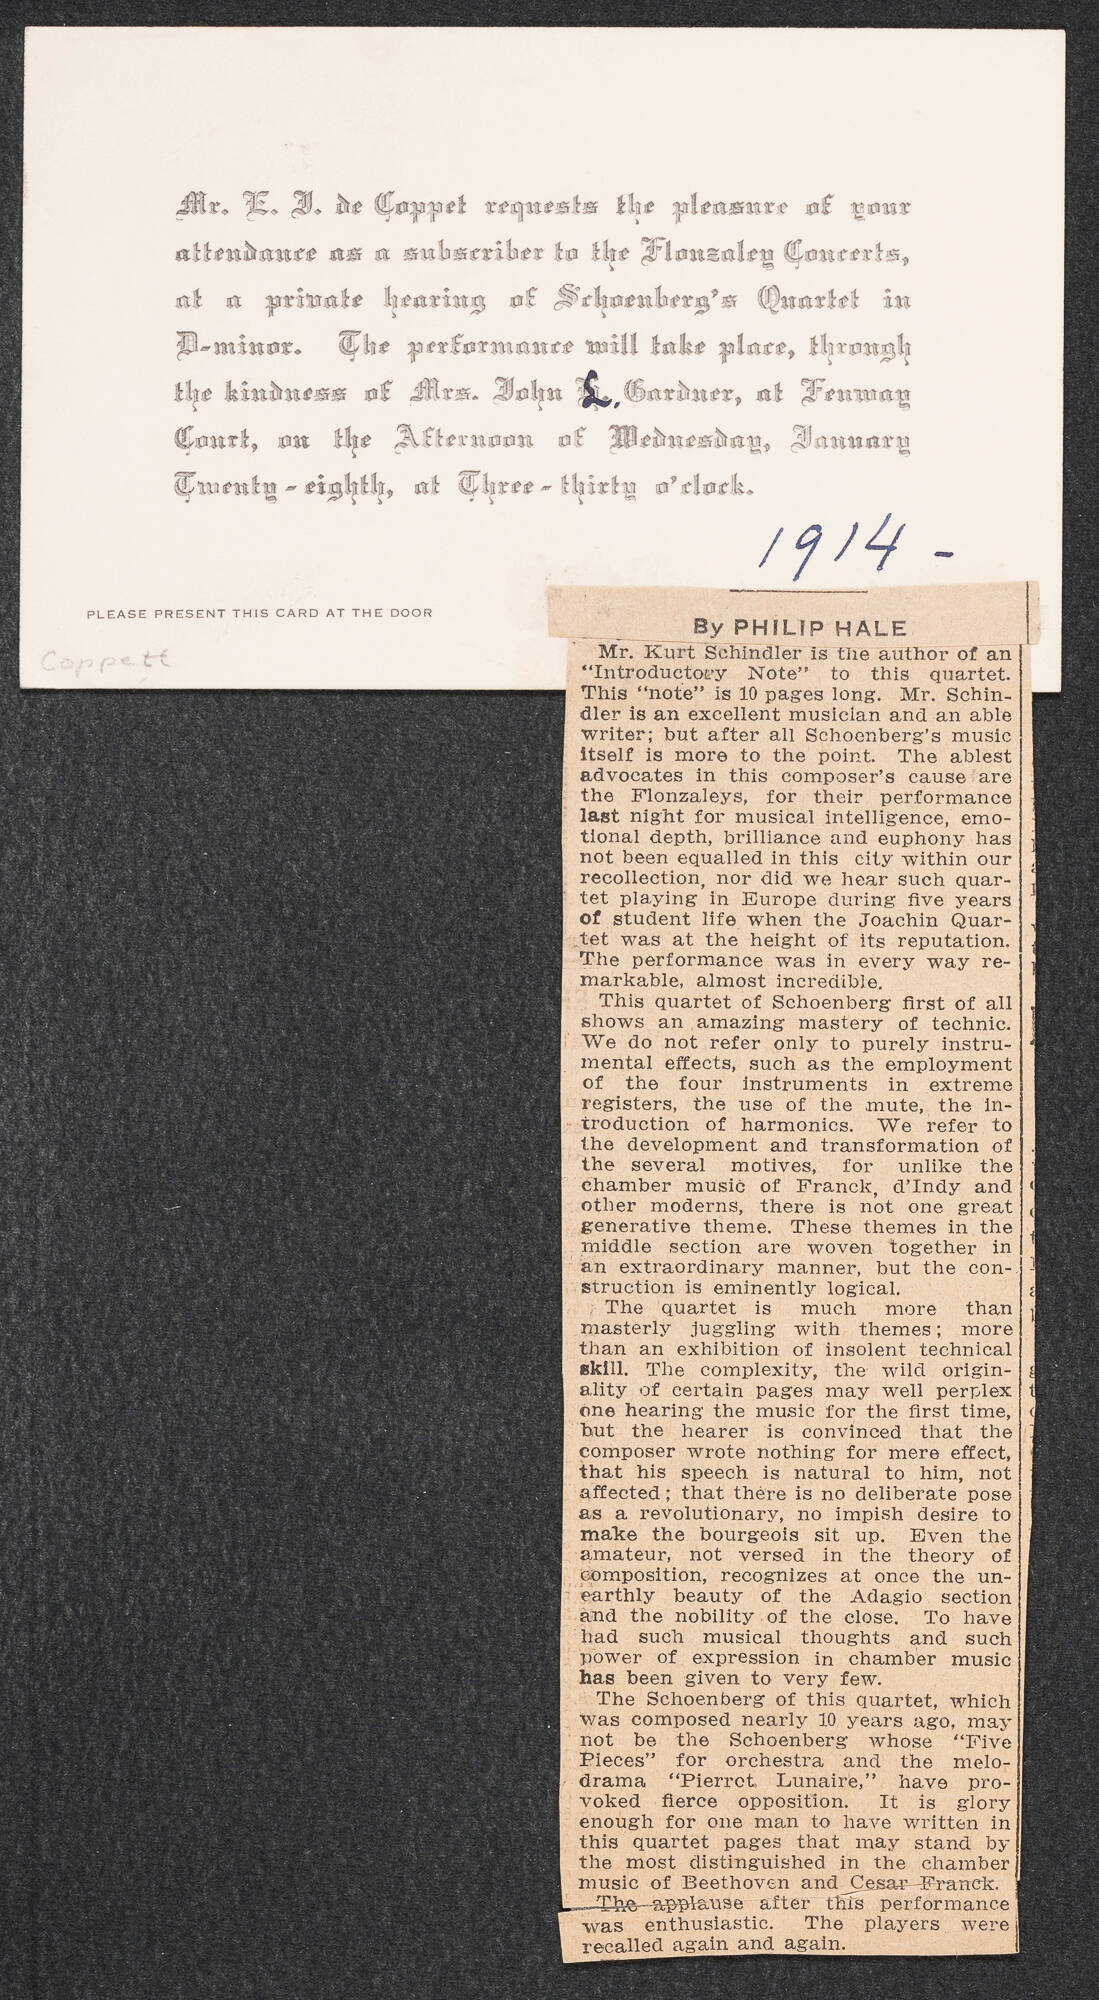 Mr. E. J. de Coppet requests the pleasure of your
attendance as a subscriber to the Flonzaley Concerts,
at a private hearing of Schoenberg's Quartet in
D-minor. The performance will take place, through
the kindness of Mrs. John L. Gardner, at Fenway
Court, on the Afternoon of Wednesday, January
Twenty-eighth, at Three-thirty o'clock.
1914 -
PLEASE PRESENT THIS CARD AT THE DOOR
Coppett
By PHILIP HALE
Mr. Kurt Schindler is the author of an
"Introductory Note" to this quartet.
This "note" is 10 pages long. Mr. Schin-
dler is an excellent musician and an able
writer; but after all Schoenberg's music
itself is more to the point. The ablest
advocates in this composer's cause are
the Flonzaleys, for their performance
last night for musical intelligence, emo-
tional depth, brilliance and euphony has
not been equalled in this city within our
recollection, nor did we hear such quar-
tet playing in Europe during five years
of student life when the Joachin Quar-
tet was at the height of its reputation.
The performance was in every way re-
markable, almost incredible.
This quartet of Schoenberg first of all
shows an amazing mastery of technic.
We do not refer only to purely instru-
mental effects, such as the employment
of the four instruments in extreme
registers, the use of the mute, the in-
troduction of harmonics. We refer to
the development and transformation of
the several motives, for unlike the
chamber music of Franck, d'Indy and
other moderns, there is not one great
generative theme. These themes in the
middle section are woven together in
an extraordinary manner, but the con-
struction is eminently logical.
The quartet is much more than
masterly juggling with themes; more
than an exhibition of insolent technical
skill. The complexity, the wild origin-
ality of certain pages may well perplex
one hearing the music for the first time,
but the hearer is convinced that the
composer wrote nothing for mere effect,
that his speech is natural to him, not
affected; that there is no deliberate pose
as a revolutionary, no impish desire to
make the bourgeois sit up. Even the
amateur, not versed in the theory of
composition, recognizes at once the un-
earthly beauty of the Adagio section
and the nobility of the close. To have
had such musical thoughts and such
power of expression in chamber music
has been given to very few.
The Schoenberg of this quartet, which
was composed nearly 10 years ago, may
not be the Schoenberg whose "Five
Pieces" for orchestra and the melo-
drama "Pierrot Lunaire," have pro-
voked fierce opposition. It is glory
enough for one man to have written in
this quartet pages that may stand by
the most distinguished in the chamber
music of Beethoven and Cesar Franck.
The applause after this performance
was enthusiastic. The players were
recalled again and again.